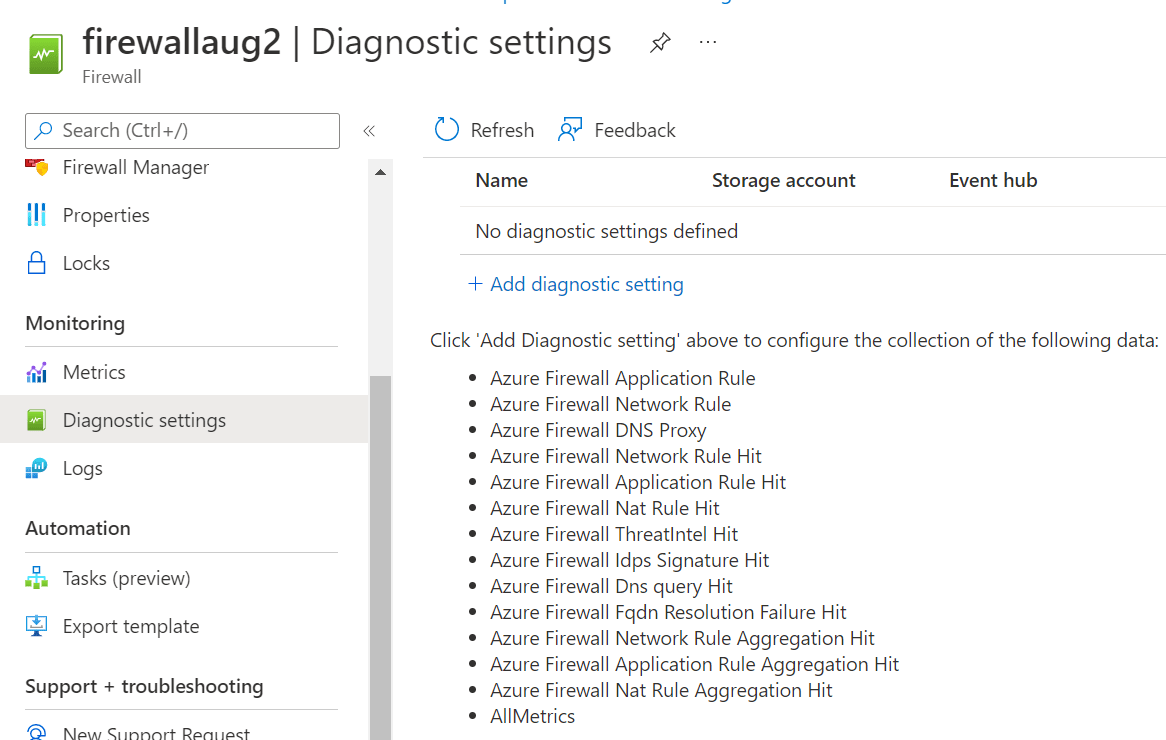 firewallaug2 | Diagnostic settings
Firewall
Search (Ctrl+/)
«
Firewall Manager
Properties
Locks
Monitoring
Metrics
Diagnostic settings
Logs
Automation
Tasks (preview)
Export template
Support + troubleshooting
New Support Request
Refresh
Feedback
Name Storage account Event hub
No diagnostic settings defined
+ Add diagnostic setting
Click 'Add Diagnostic setting' above to configure the collection of the following data:
• Azure Firewall Application Rule
• Azure Firewall Network Rule
• Azure Firewall DNS Proxy
• Azure Firewall Network Rule Hit
• Azure Firewall Application Rule Hit
• Azure Firewall Nat Rule Hit
• Azure Firewall ThreatIntel Hit
• Azure Firewall Idps Signature Hit
• Azure Firewall Dns query Hit
• Azure Firewall Fqdn Resolution Failure Hit
• Azure Firewall Network Rule Aggregation Hit
• Azure Firewall Application Rule Aggregation Hit
• Azure Firewall Nat Rule Aggregation Hit
• AllMetrics